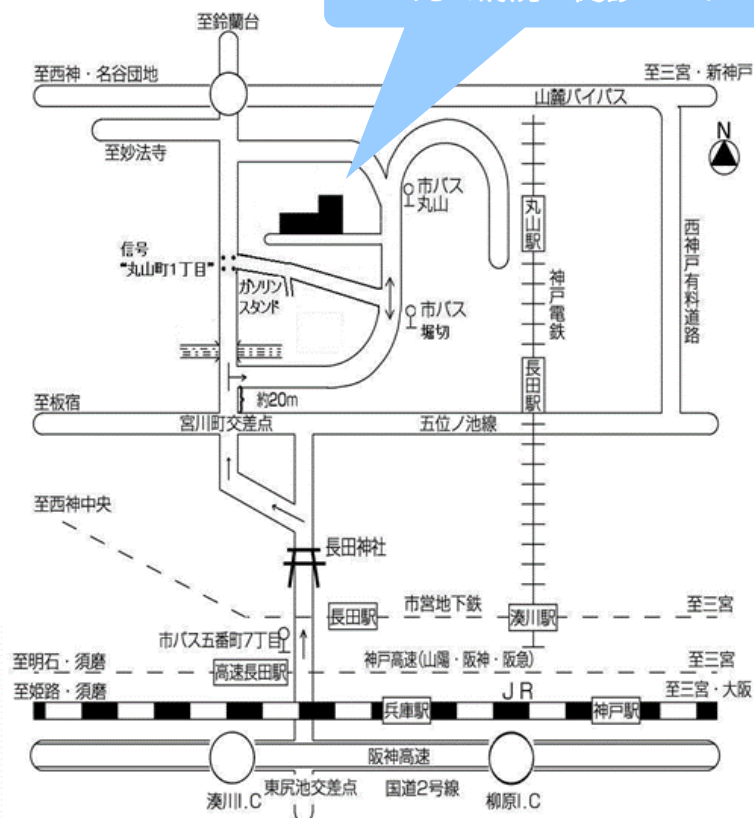 至鈴蘭台
至西神・名谷団地
至三宮・新神戸
山麓バイパス
至妙法寺
N
市バス
丸山
丸山駅
西神戸有料道路
信号
"丸山町1丁目"
ガソリン
スタンド
神戸電鉄
市バス
堀切
長田駅
約20m
至板宿
宮川町交差点
五位ノ池線
至西神中央
長田神社
長田駅
市営地下鉄
湊川駅
至三宮
市バス五番町7丁目
至明石・須磨
高速長田駅
神戸高速(山陽・阪神・阪急)
至三宮
至姫路・須磨
JR
至三宮・大阪
兵庫駅
神戸駅
阪神高速
湊川I.C
東尻池交差点
国道2号線
柳原I.C